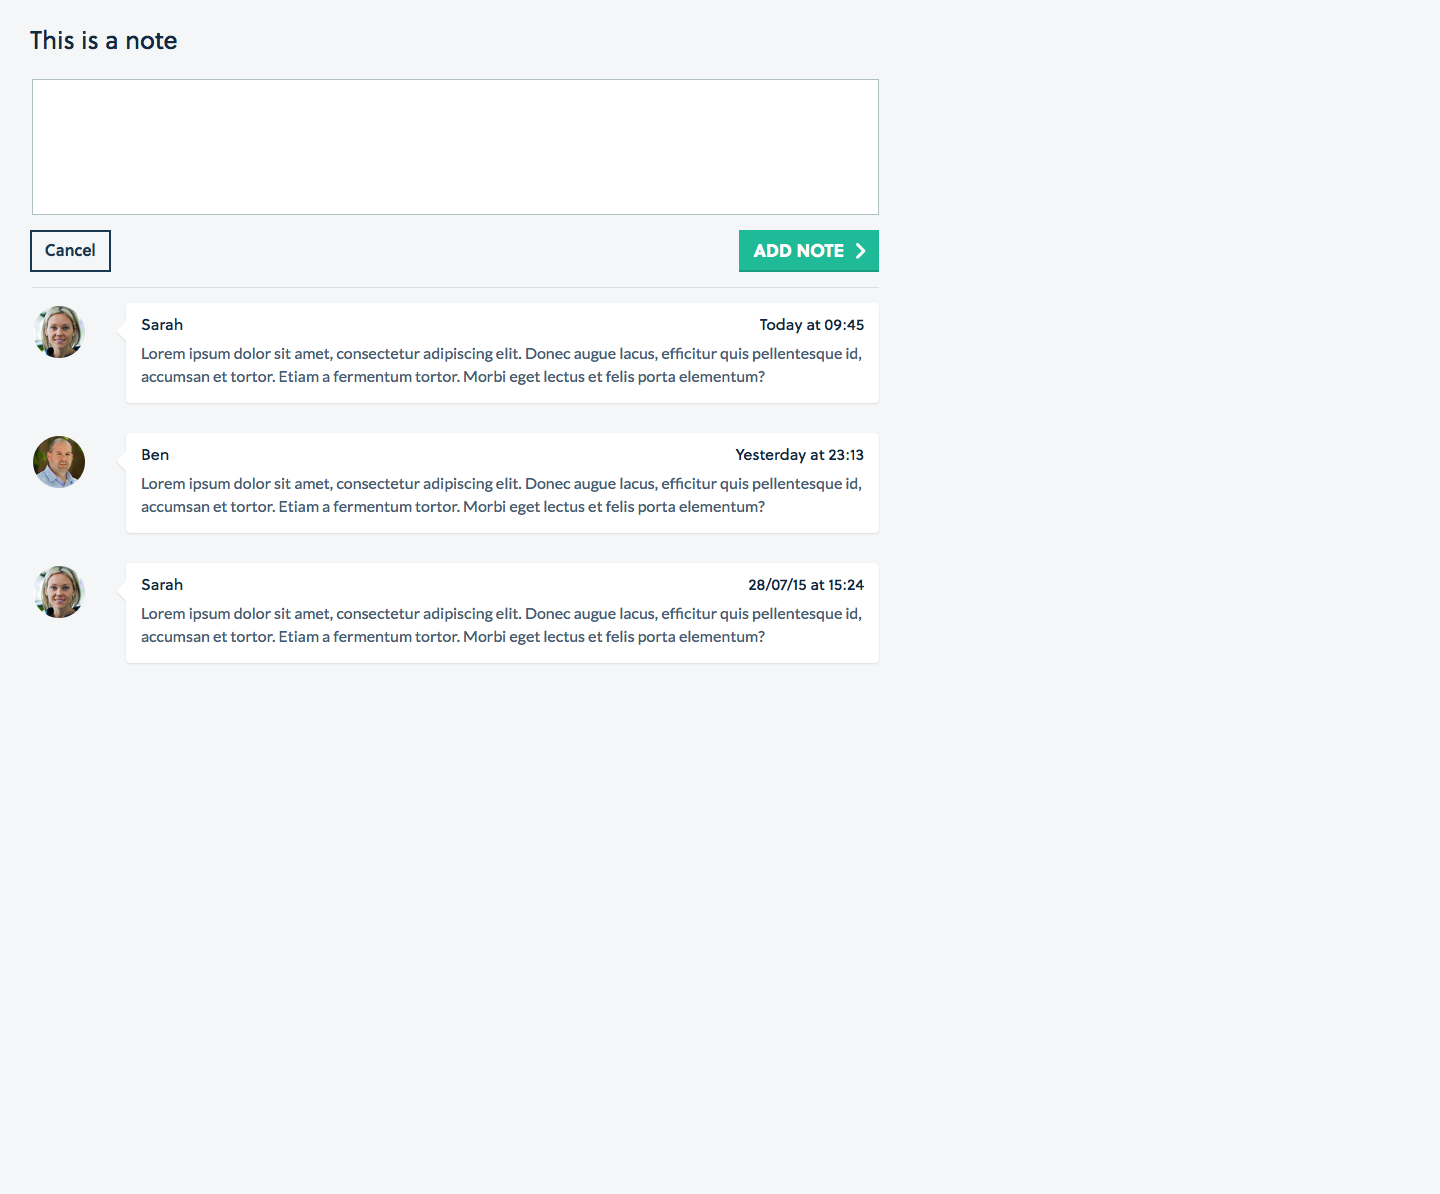 This is a note
Cancel
ADD NOTE
Sarah
Today at 09:45
Lorem ipsum dolor sit amet, consectetur adipiscing elit. Donec augue lacus, efficitur quis pellentesque id,
accumsan et tortor. Etiam a fermentum tortor. Morbi eget lectus et felis porta elementum?
Ben
Yesterday at 23:13
Lorem ipsum dolor sit amet, consectetur adipiscing elit. Donec augue lacus, efficitur quis pellentesque id,
accumsan et tortor. Etiam a fermentum tortor. Morbi eget lectus et felis porta elementum?
Sarah
28/07/15 at 15:24
Lorem ipsum dolor sit amet, consectetur adipiscing elit. Donec augue lacus, efficitur quis pellentesque id,
accumsan et tortor. Etiam a fermentum tortor. Morbi eget lectus et felis porta elementum?